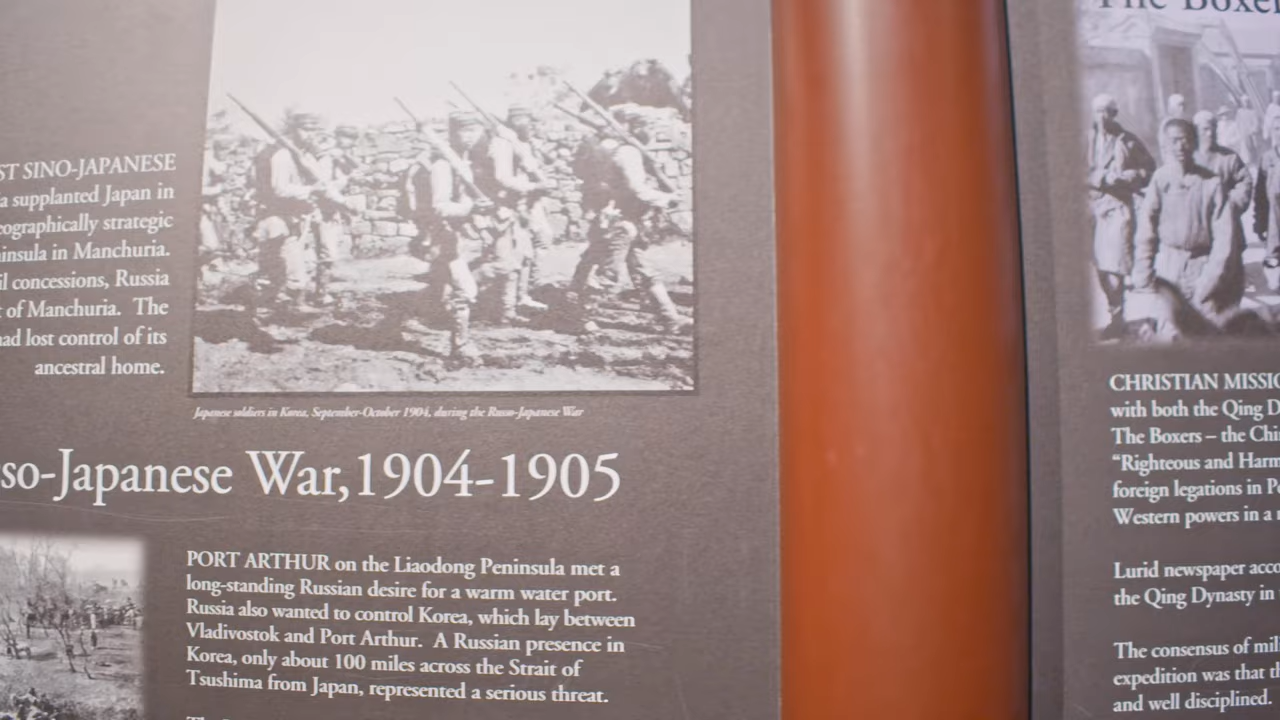 ST SINO-JAPANESE
a supplanted Japan in
eographically strategic
insula in Manchuria.
il concessions, Russia
t of Manchuria. The
ad lost control of its
ancestral home.
Japanese soldiers in Korea, September-October 1904, during the Russo-Japanese War
so-Japanese War, 1904-1905
PORT ARTHUR on the Liaodong Peninsula met a
long-standing Russian desire for a warm water port.
Russia also wanted to control Korea, which lay between
Vladivostok and Port Arthur. A Russian presence in
Korea, only about 100 miles across the Strait of
Tsushima from Japan, represented a serious threat.
The Boxer
CHRISTIAN MISSIO
with both the Qing D
The Boxers – the Chi
“Righteous and Harm
foreign legations in Pe
Western powers in a
Lurid newspaper acco
the Qing Dynasty in
The consensus of mil
expedition was that th
and well disciplined.